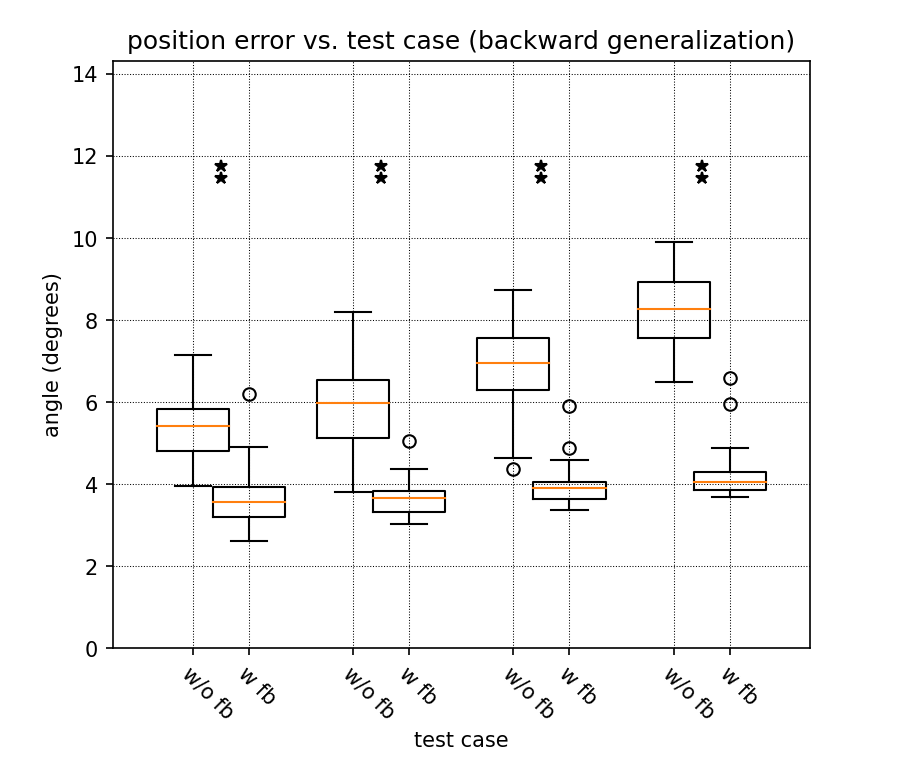 position error vs. test case (backward generalization)
14
12
10
8
6
4
2
0
angle (degrees)
w/o fb w fb w/o fb w fb w/o fb w fb w/o fb w fb
test case